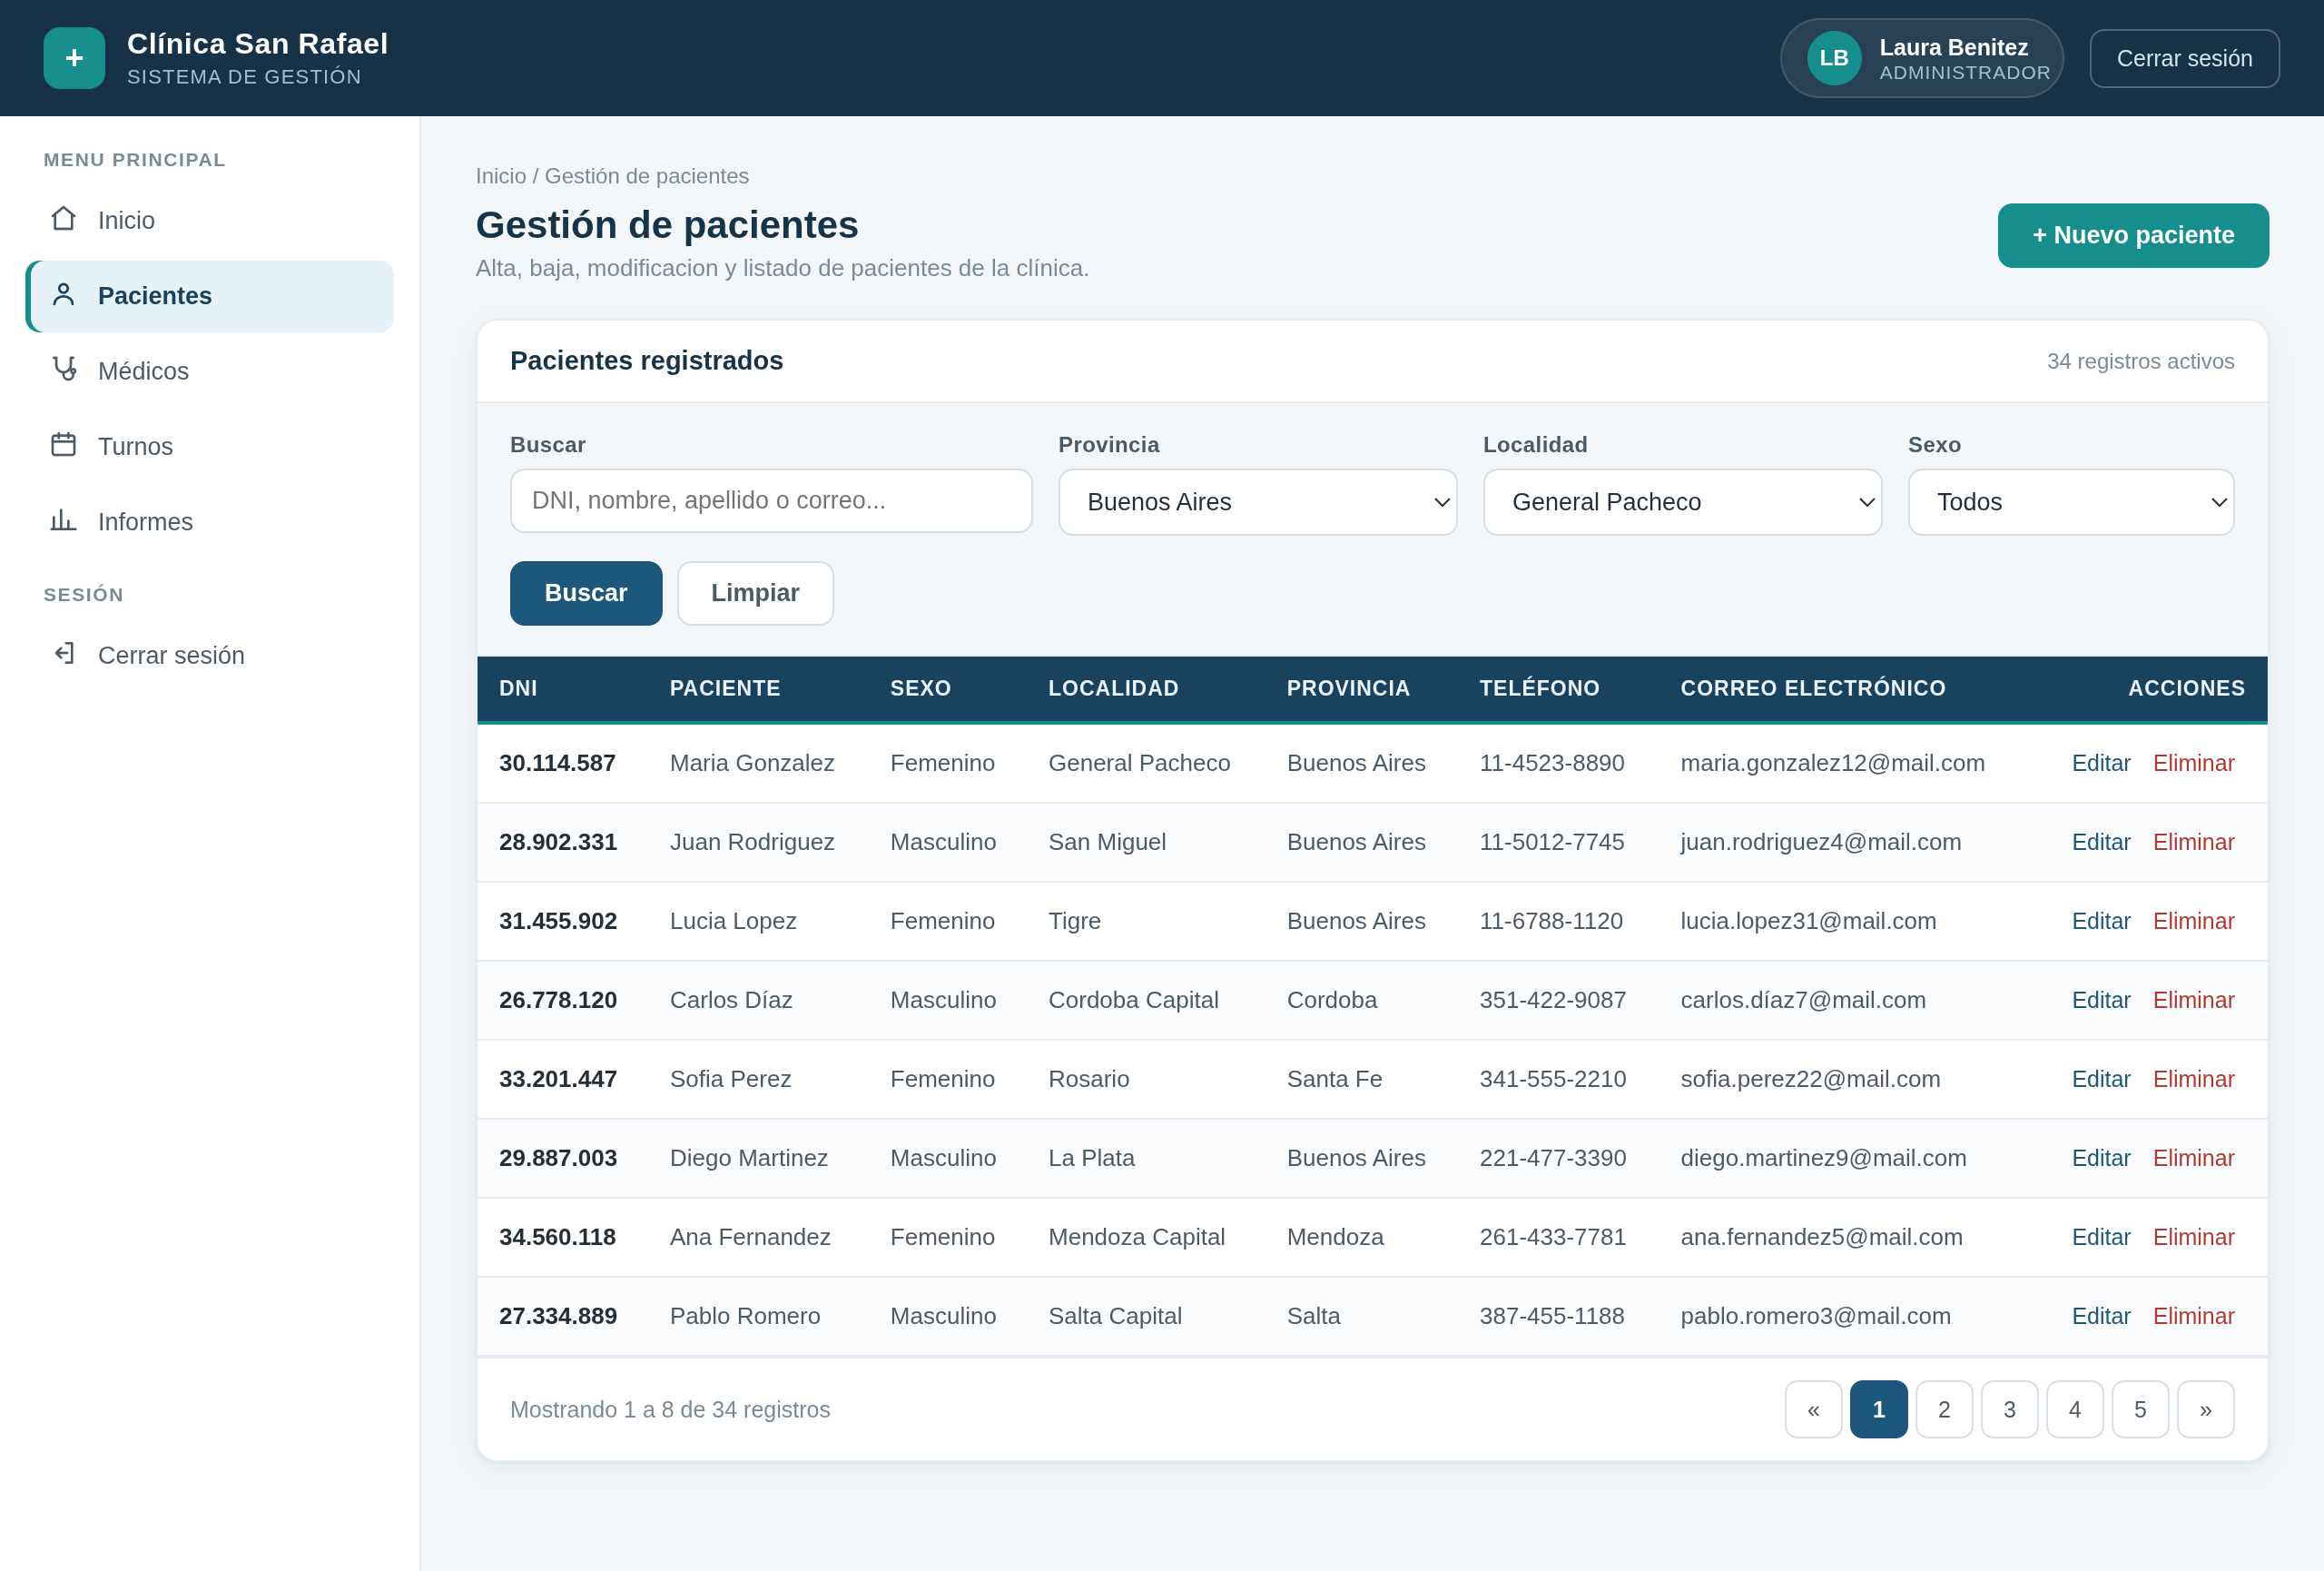 +
Clínica San Rafael
SISTEMA DE GESTIÓN
LB
Laura Benitez
ADMINISTRADOR
Cerrar sesión
MENU PRINCIPAL
Inicio
Pacientes
Médicos
Turnos
Informes
SESIÓN
Cerrar sesión
Inicio / Gestión de pacientes
Gestión de pacientes
Alta, baja, modificacion y listado de pacientes de la clínica.
+ Nuevo paciente
Pacientes registrados
34 registros activos
Buscar Provincia Localidad Sexo
DNI, nombre, apellido o correo... Buenos Aires General Pacheco Todos
Buscar Limpiar
DNI PACIENTE SEXO LOCALIDAD PROVINCIA TELÉFONO CORREO ELECTRÓNICO ACCIONES
30.114.587 Maria Gonzalez Femenino General Pacheco Buenos Aires 11-4523-8890 maria.gonzalez12@mail.com Editar Eliminar
28.902.331 Juan Rodriguez Masculino San Miguel Buenos Aires 11-5012-7745 juan.rodriguez4@mail.com Editar Eliminar
31.455.902 Lucia Lopez Femenino Tigre Buenos Aires 11-6788-1120 lucia.lopez31@mail.com Editar Eliminar
26.778.120 Carlos Díaz Masculino Cordoba Capital Cordoba 351-422-9087 carlos.díaz7@mail.com Editar Eliminar
33.201.447 Sofia Perez Femenino Rosario Santa Fe 341-555-2210 sofia.perez22@mail.com Editar Eliminar
29.887.003 Diego Martinez Masculino La Plata Buenos Aires 221-477-3390 diego.martinez9@mail.com Editar Eliminar
34.560.118 Ana Fernandez Femenino Mendoza Capital Mendoza 261-433-7781 ana.fernandez5@mail.com Editar Eliminar
27.334.889 Pablo Romero Masculino Salta Capital Salta 387-455-1188 pablo.romero3@mail.com Editar Eliminar
Mostrando 1 a 8 de 34 registros
« 1 2 3 4 5 »